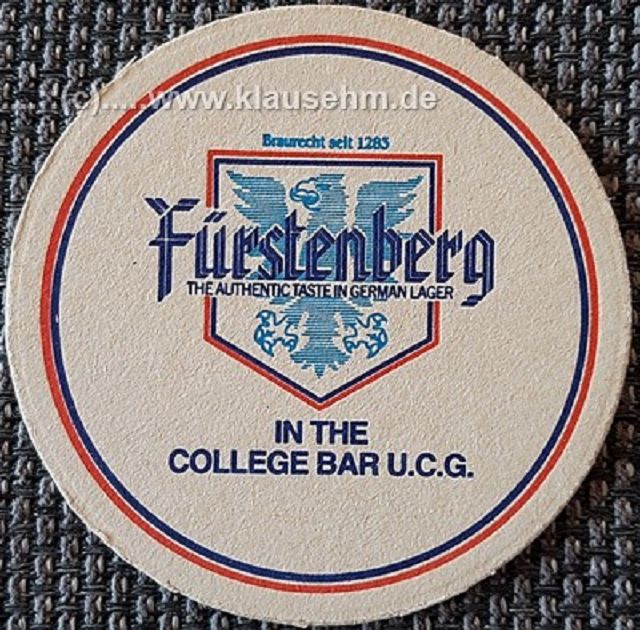 .....(c)....www.klausehm.de
Braurecht seit 1283
Fürstenberg
THE AUTHENTIC TASTE IN GERMAN LAGER
IN THE
COLLEGE BAR U.C.G.